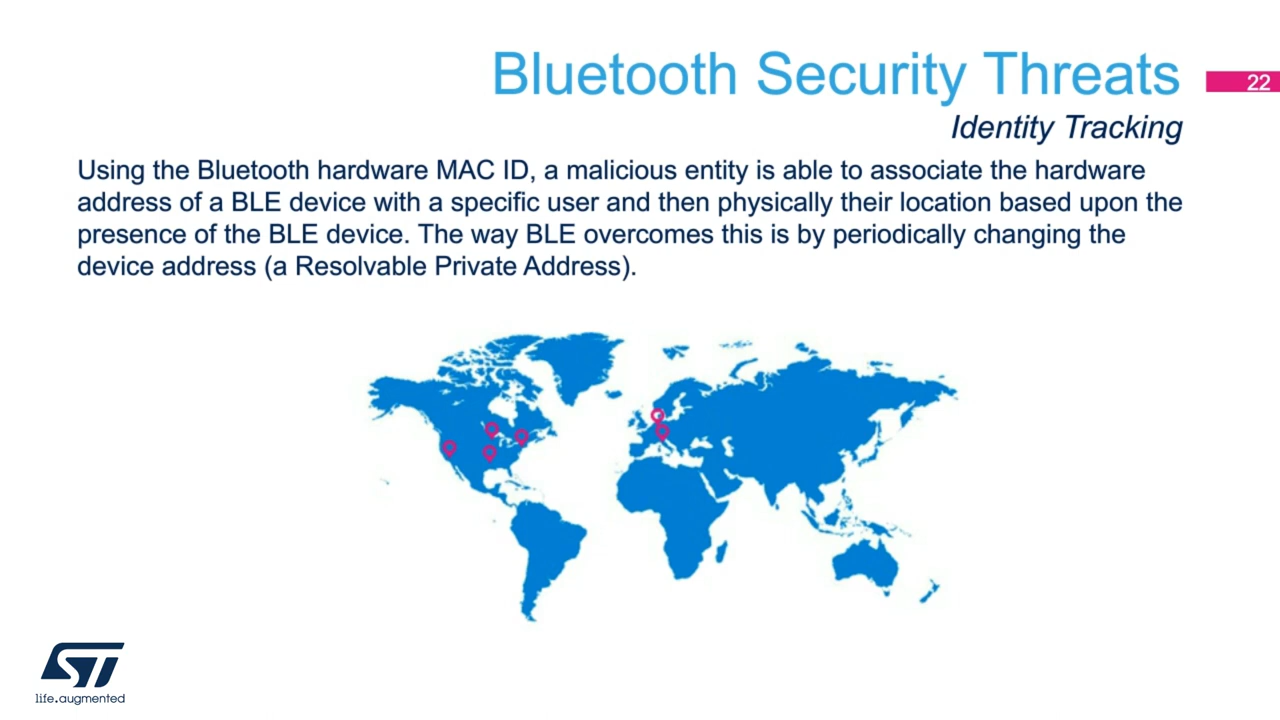 Bluetooth Security Threats
22
Identity Tracking
Using the Bluetooth hardware MAC ID, a malicious entity is able to associate the hardware
address of a BLE device with a specific user and then physically their location based upon the
presence of the BLE device. The way BLE overcomes this is by periodically changing the
device address (a Resolvable Private Address).
ST
life.augmented